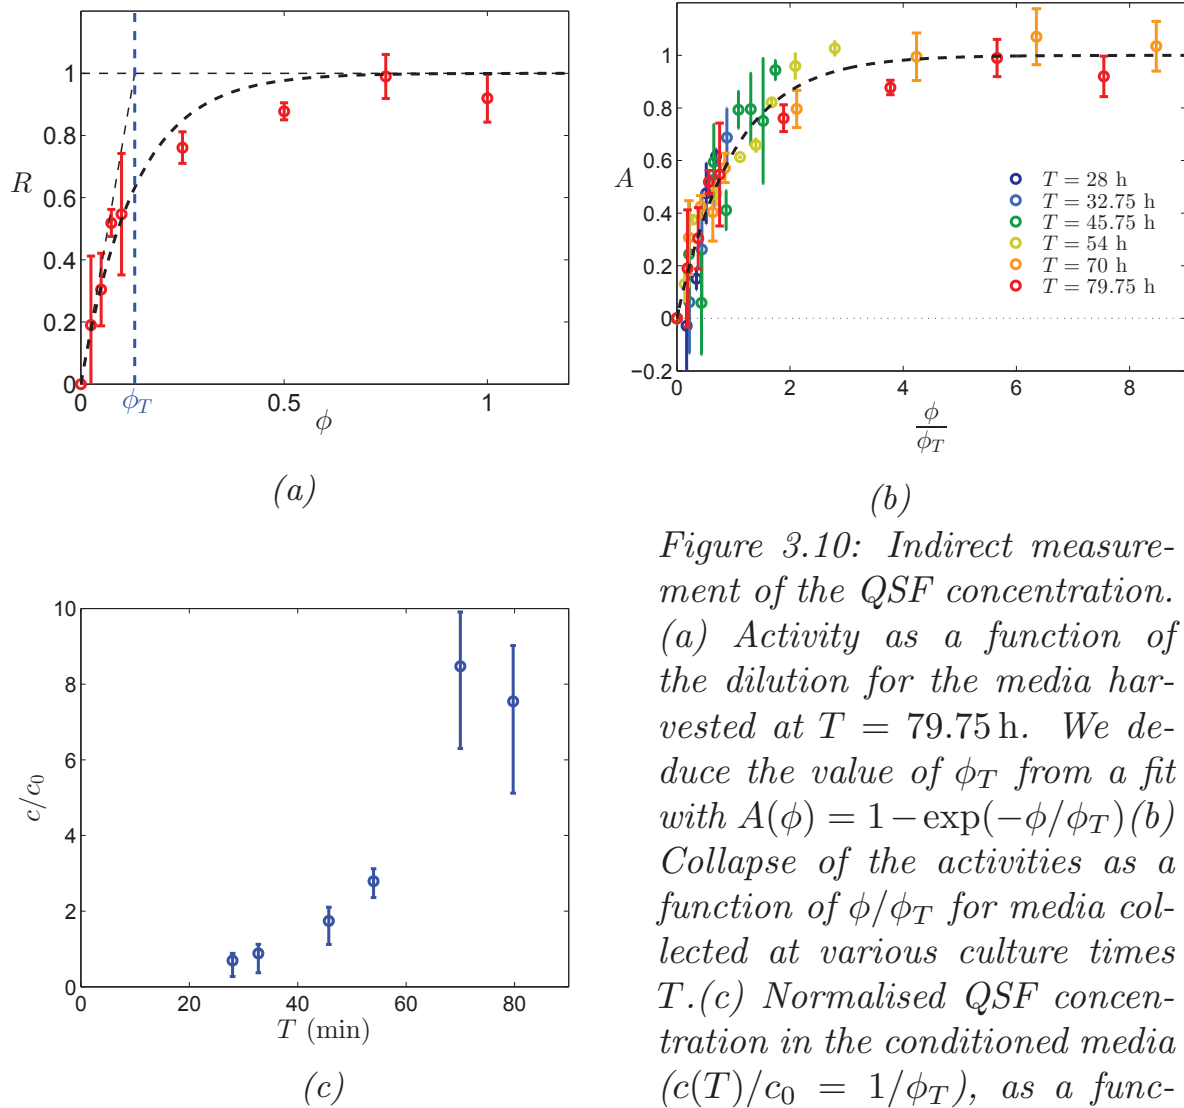 1
0.8
0.6
0.4
0.2
0
R
0
ϕ_T
0.5
1
ϕ
(a)
1
0.8
0.6
0.4
0.2
0
−0.2
A
T = 28 h
T = 32.75 h
T = 45.75 h
T = 54 h
T = 70 h
T = 79.75 h
0
2
4
6
8
ϕ
ϕ_T
(b)
10
8
6
4
2
0
c/c₀
0
20
40
60
80
T (min)
(c)
Figure 3.10: Indirect measure-
ment of the QSF concentration.
(a) Activity as a function of
the dilution for the media har-
vested at T = 79.75 h. We de-
duce the value of ϕ_T from a fit
with A(ϕ) = 1−exp(−ϕ/ϕ_T)(b)
Collapse of the activities as a
function of ϕ/ϕ_T for media col-
lected at various culture times
T.(c) Normalised QSF concen-
tration in the conditioned media
(c(T)/c₀ = 1/ϕ_T), as a func-